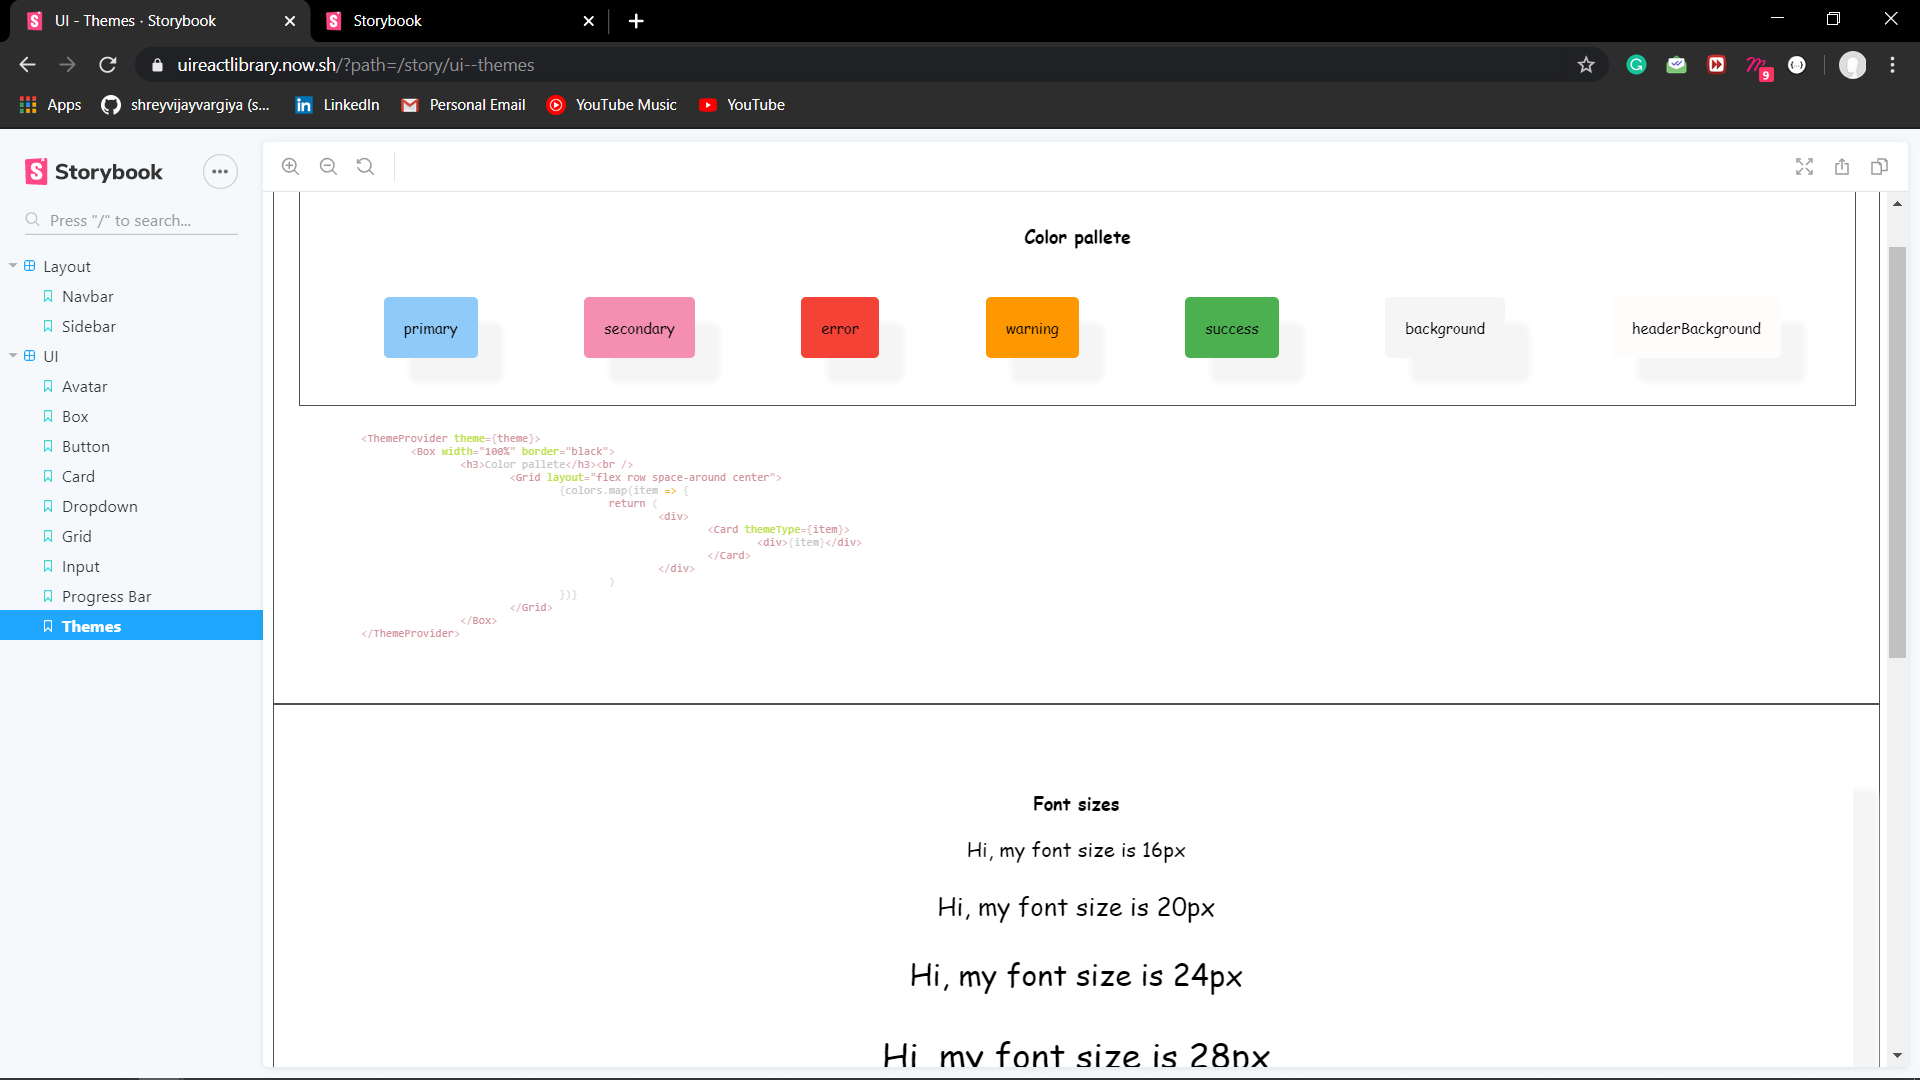 UI - Themes · Storybook
Storybook
uireactlibrary.now.sh/?path=/story/ui--themes
9
Apps
shreyvijayvargiya (s...
LinkedIn
Personal Email
YouTube Music
YouTube
Storybook
Press "/" to search...
Layout
Navbar
Sidebar
UI
Avatar
Box
Button
Card
Dropdown
Grid
Input
Progress Bar
Themes
Color pallete
primary
secondary
error
warning
success
background
headerBackground
<ThemeProvider theme={theme}>
<Box width="100%" border="black">
<h3>Color pallete</h3><br />
<Grid layout="flex row space-around center">
{colors.map(item => {
return (
<div>
<Card themeType={item}>
<div>{item}</div>
</Card>
</div>
)
})}
</Grid>
</Box>
</ThemeProvider>
Font sizes
Hi, my font size is 16px
Hi, my font size is 20px
Hi, my font size is 24px
Hi, my font size is 28px